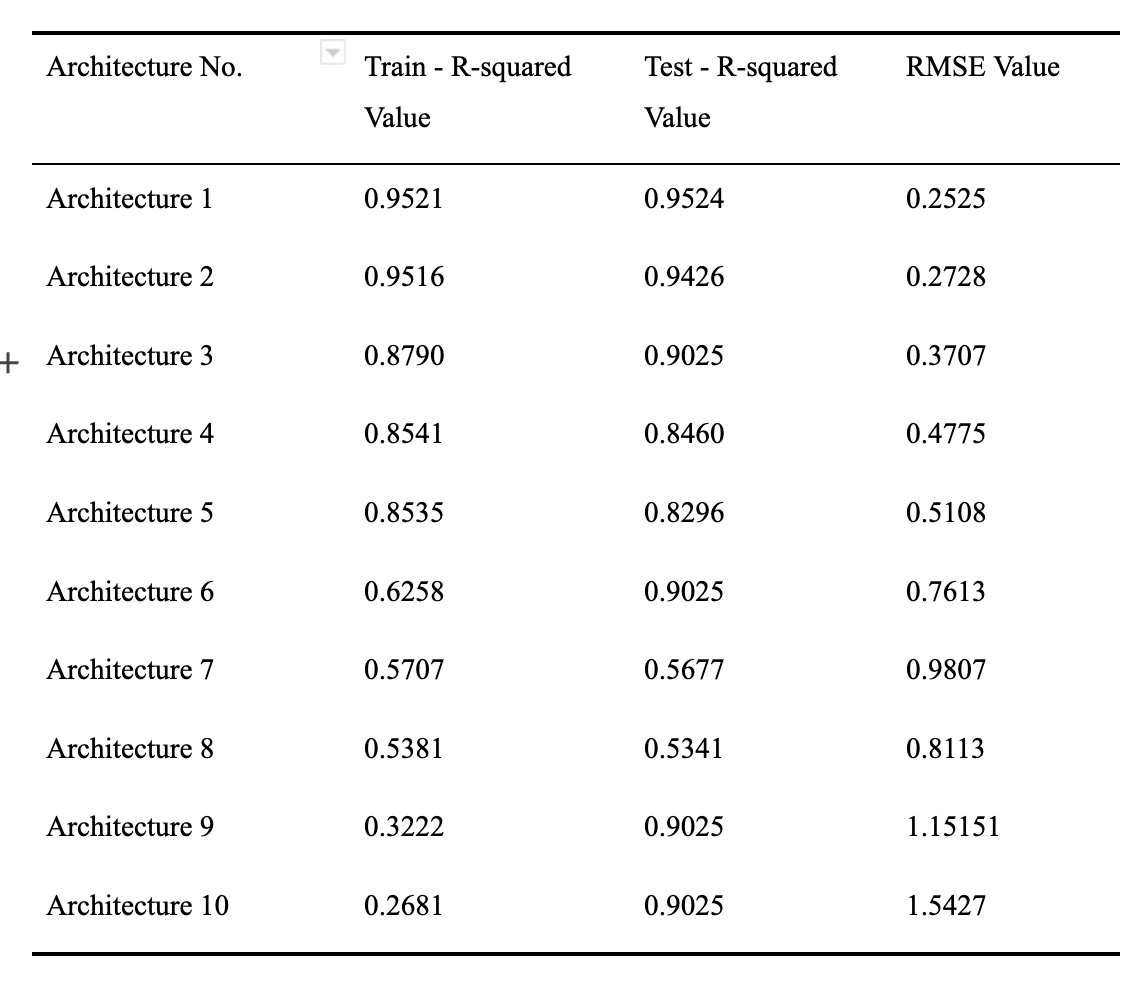 Architecture No. Train - R-squared Value Test - R-squared Value RMSE Value
Architecture 1 0.9521 0.9524 0.2525
Architecture 2 0.9516 0.9426 0.2728
Architecture 3 0.8790 0.9025 0.3707
Architecture 4 0.8541 0.8460 0.4775
Architecture 5 0.8535 0.8296 0.5108
Architecture 6 0.6258 0.9025 0.7613
Architecture 7 0.5707 0.5677 0.9807
Architecture 8 0.5381 0.5341 0.8113
Architecture 9 0.3222 0.9025 1.15151
Architecture 10 0.2681 0.9025 1.5427